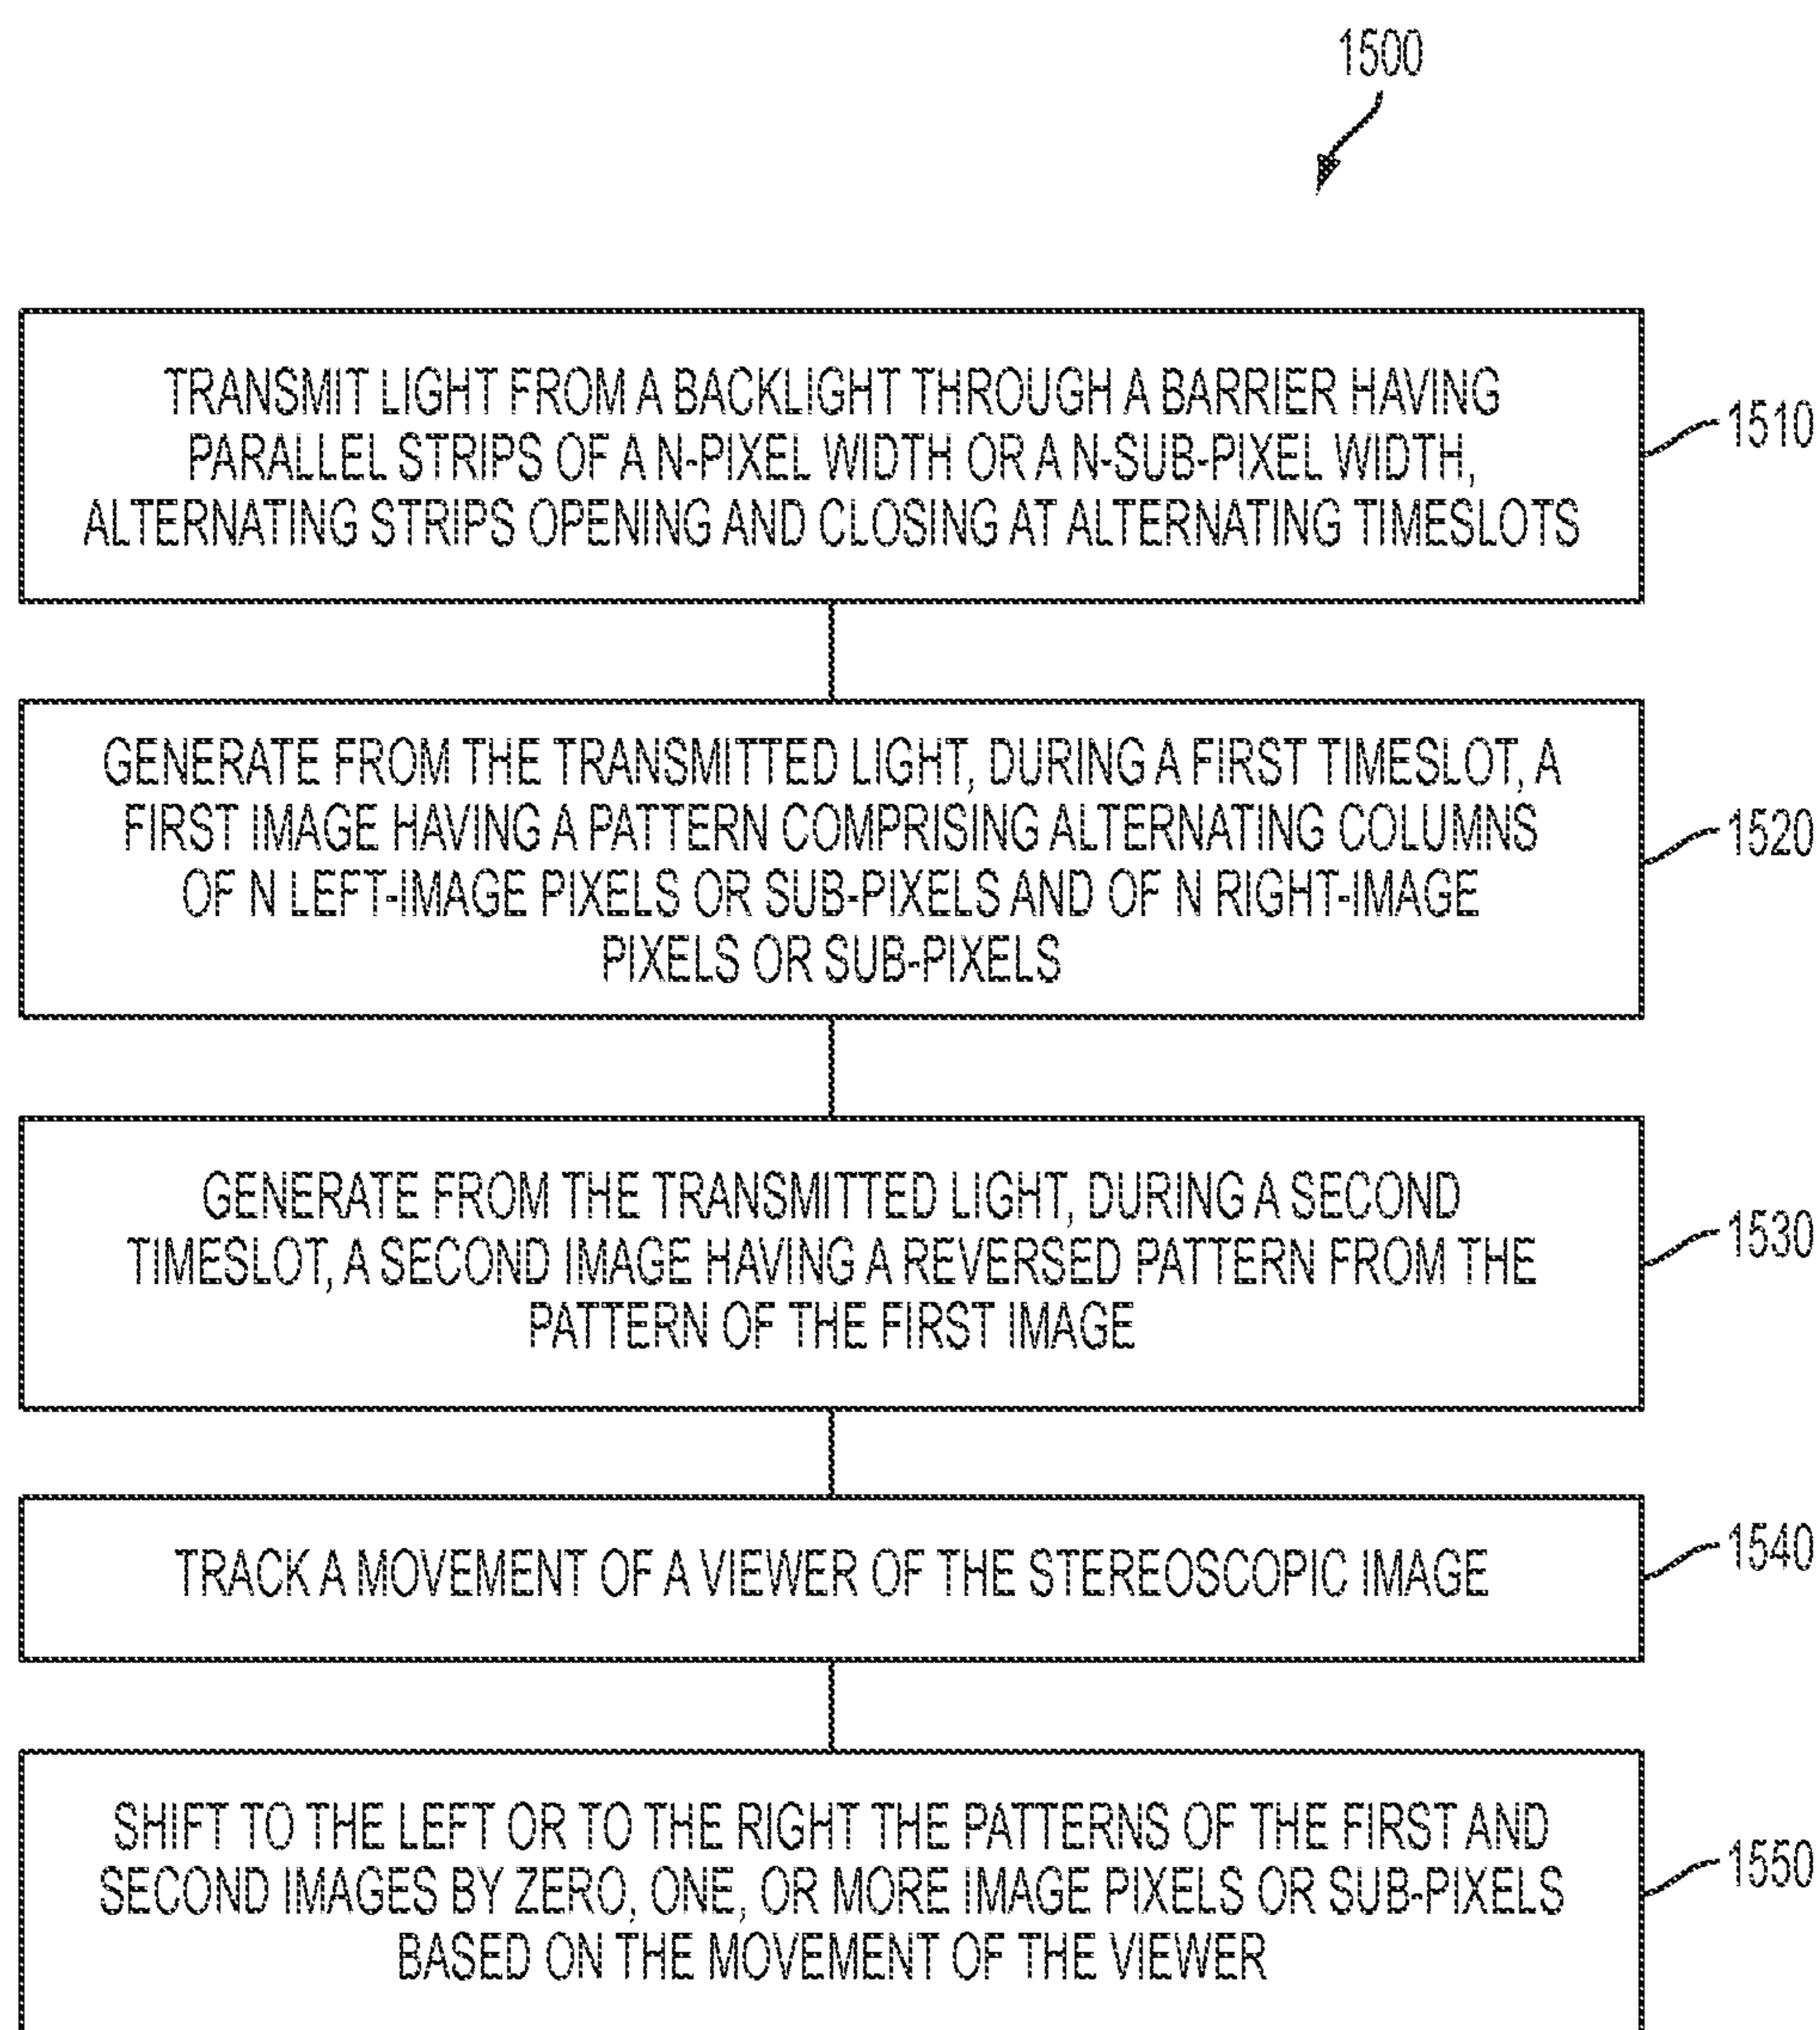 1500
TRANSMIT LIGHT FROM A BACKLIGHT THROUGH A BARRIER HAVING
PARALLEL STRIPS OF A N-PIXEL WIDTH OR A N-SUB-PIXEL WIDTH,
ALTERNATING STRIPS OPENING AND CLOSING AT ALTERNATING TIMESLOTS
1510
GENERATE FROM THE TRANSMITTED LIGHT, DURING A FIRST TIMESLOT, A
FIRST IMAGE HAVING A PATTERN COMPRISING ALTERNATING COLUMNS
OF N LEFT-IMAGE PIXELS OR SUB-PIXELS AND OF N RIGHT-IMAGE
PIXELS OR SUB-PIXELS
1520
GENERATE FROM THE TRANSMITTED LIGHT, DURING A SECOND
TIMESLOT, A SECOND IMAGE HAVING A REVERSED PATTERN FROM THE
PATTERN OF THE FIRST IMAGE
1530
TRACK A MOVEMENT OF A VIEWER OF THE STEREOSCOPIC IMAGE
1540
SHIFT TO THE LEFT OR TO THE RIGHT THE PATTERNS OF THE FIRST AND
SECOND IMAGES BY ZERO, ONE, OR MORE IMAGE PIXELS OR SUB-PIXELS
BASED ON THE MOVEMENT OF THE VIEWER
1550